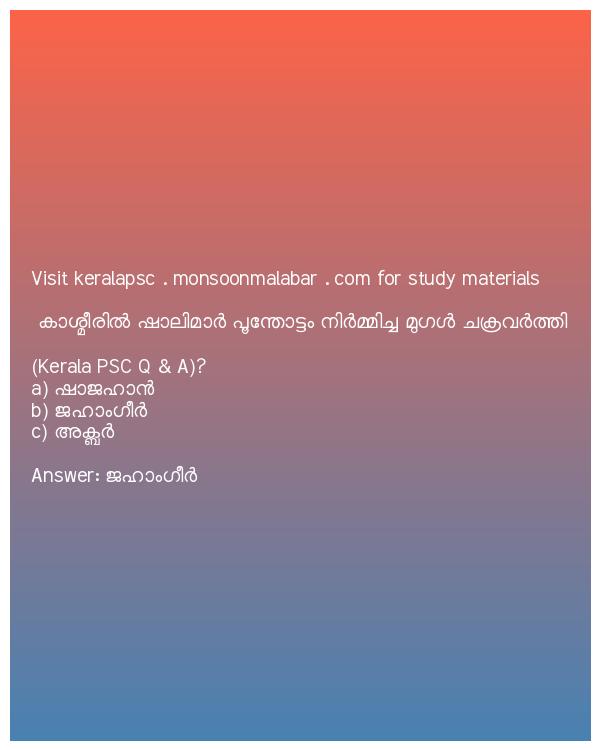 Visit keralapsc . monsoonmalabar . com for study materials
കാശ്മീരിൽ ഷാലിമാർ പൂന്തോട്ടം നിർമ്മിച്ച മുഗൾ ചക്രവർത്തി
(Kerala PSC Q & A)?
a) ഷാജഹാൻ
b) ജഹാംഗീർ
c) അക്ബർ
Answer: ജഹാംഗീർ